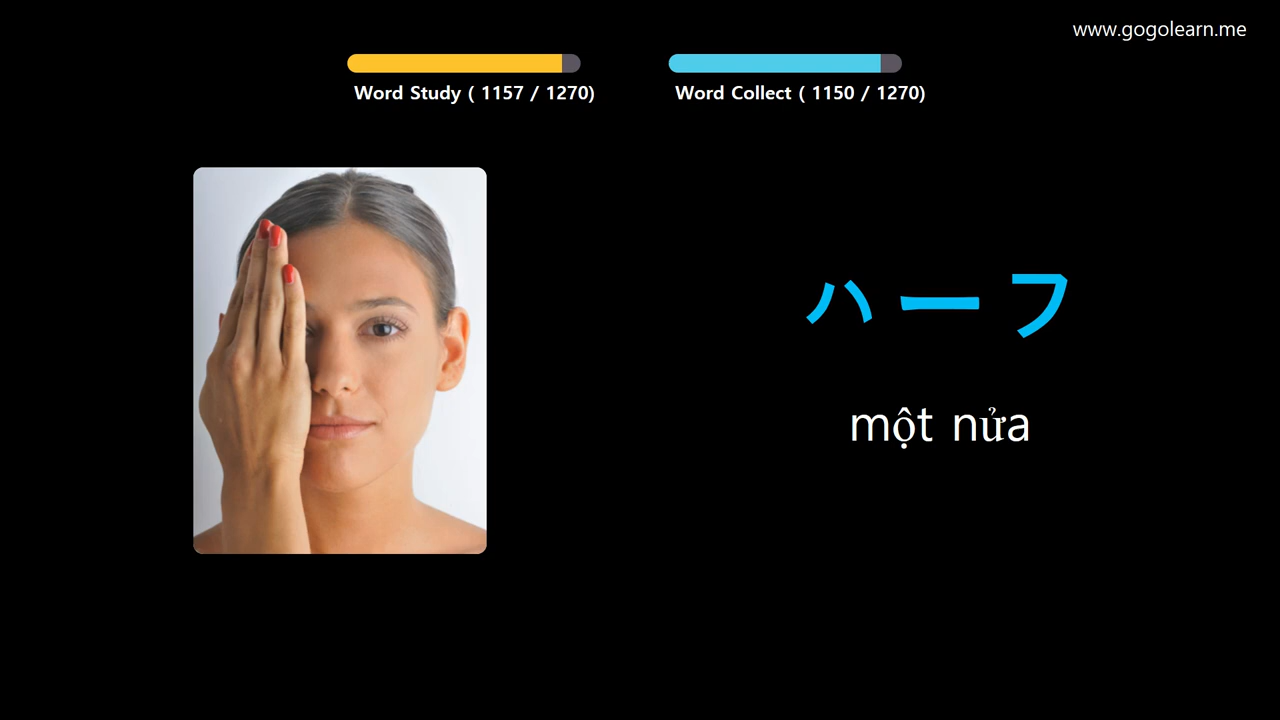 www.gogolearn.me
Word Study ( 1157 / 1270)
Word Collect ( 1150 / 1270)
ハーフ
một nửa